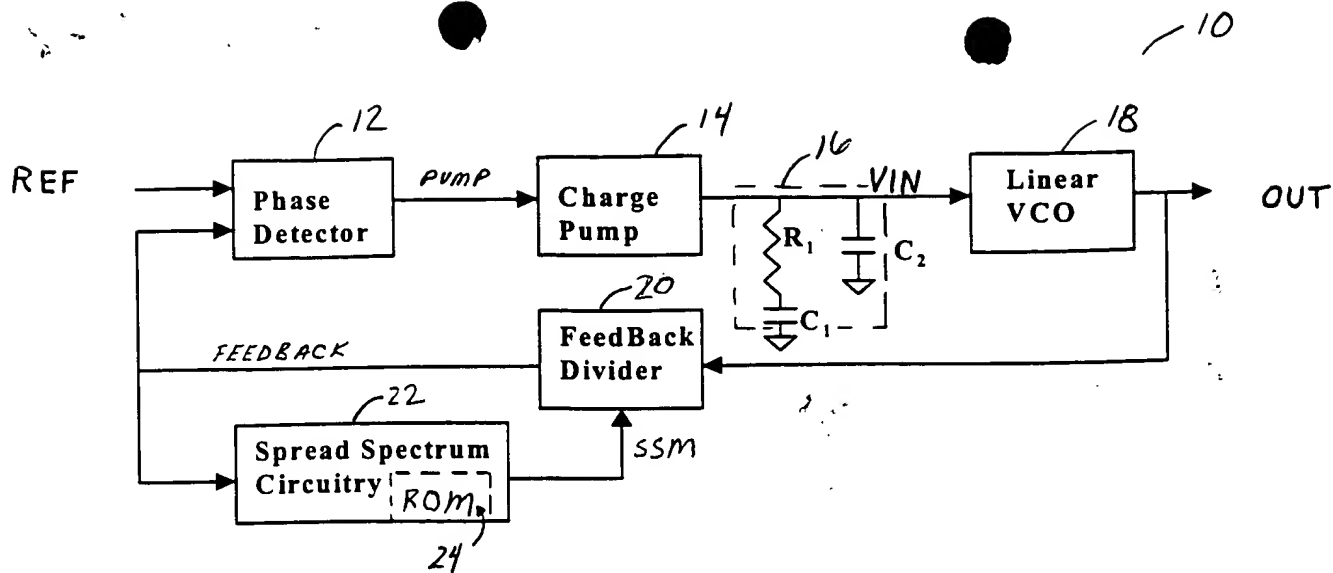 10
12
14
16
18
REF
Phase
Detector
PUMP
Charge
Pump
VIN
R1
C2
C1
Linear
VCO
OUT
20
FeedBack
Divider
FEEDBACK
22
Spread Spectrum
Circuitry
ROM
24
SSM